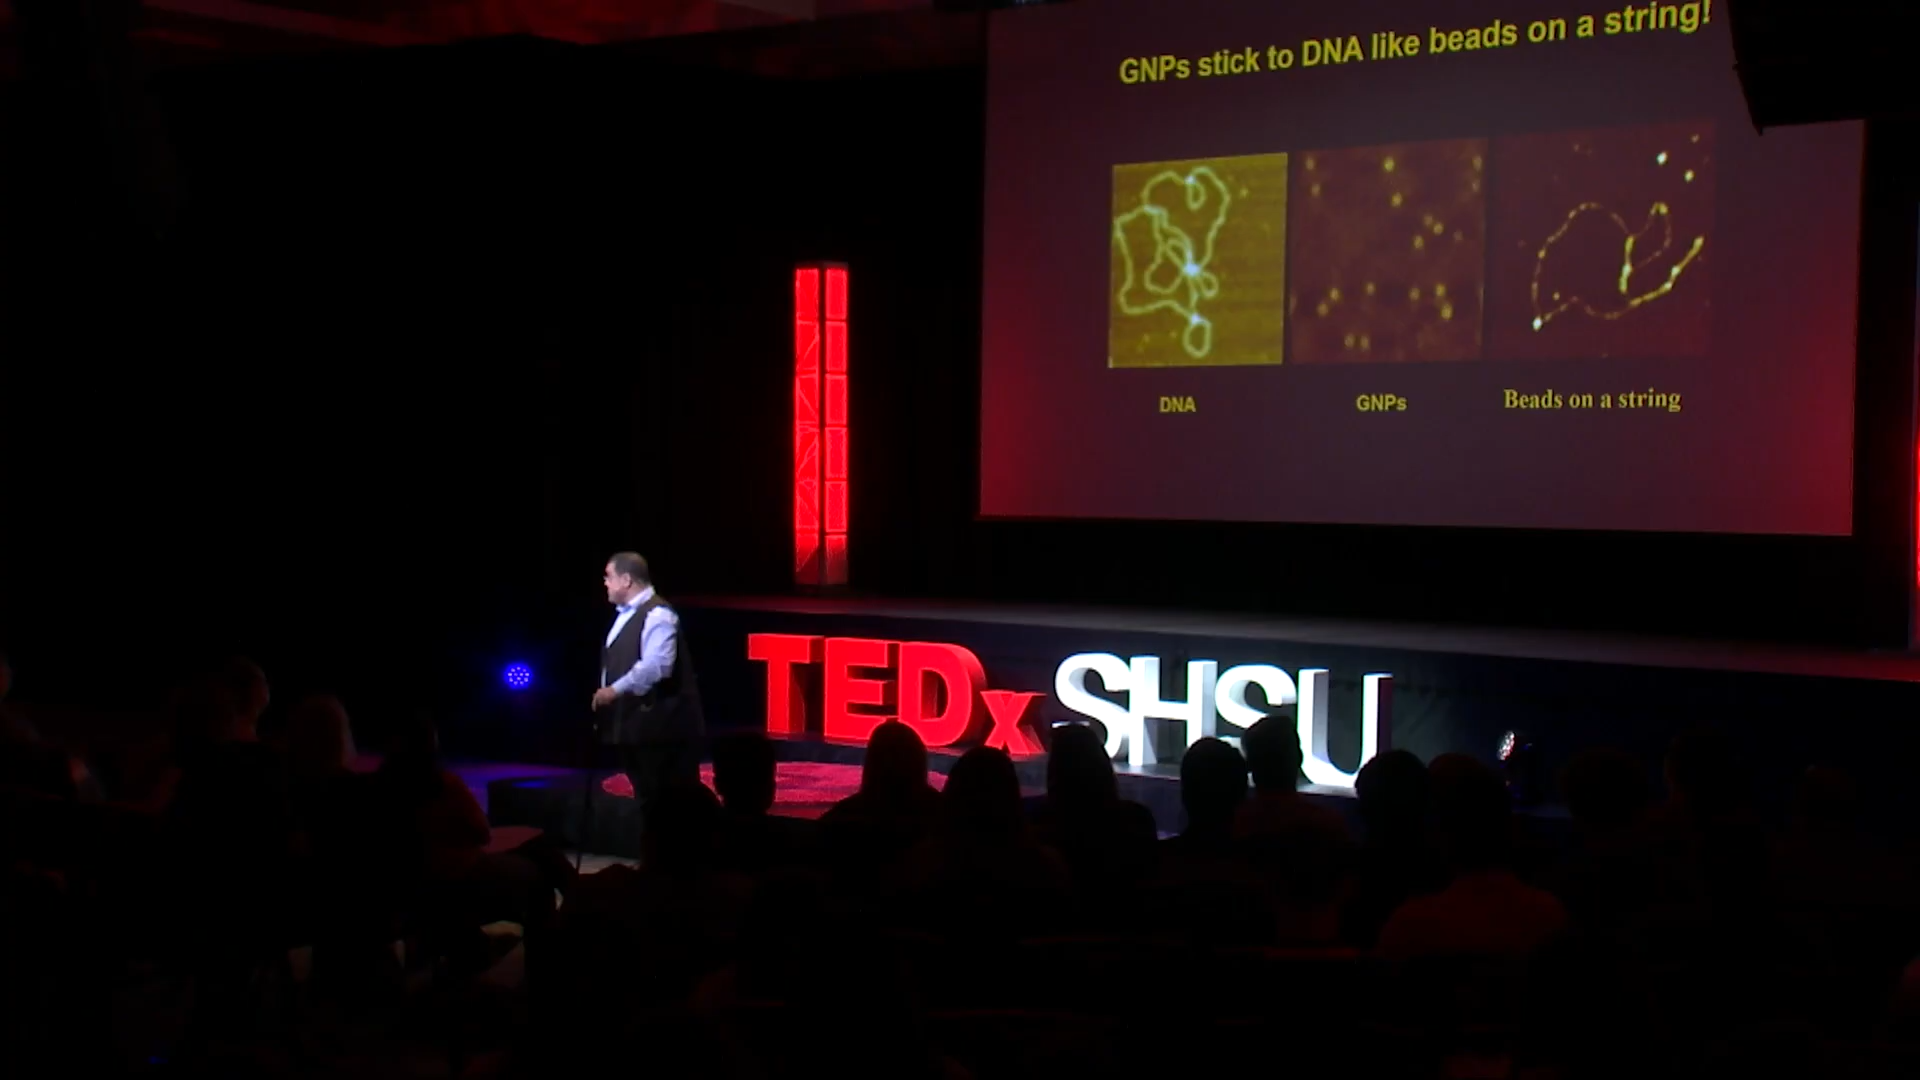 GNPs stick to DNA like beads on a string!
DNA
GNPs
Beads on a string
TEDx SHSU